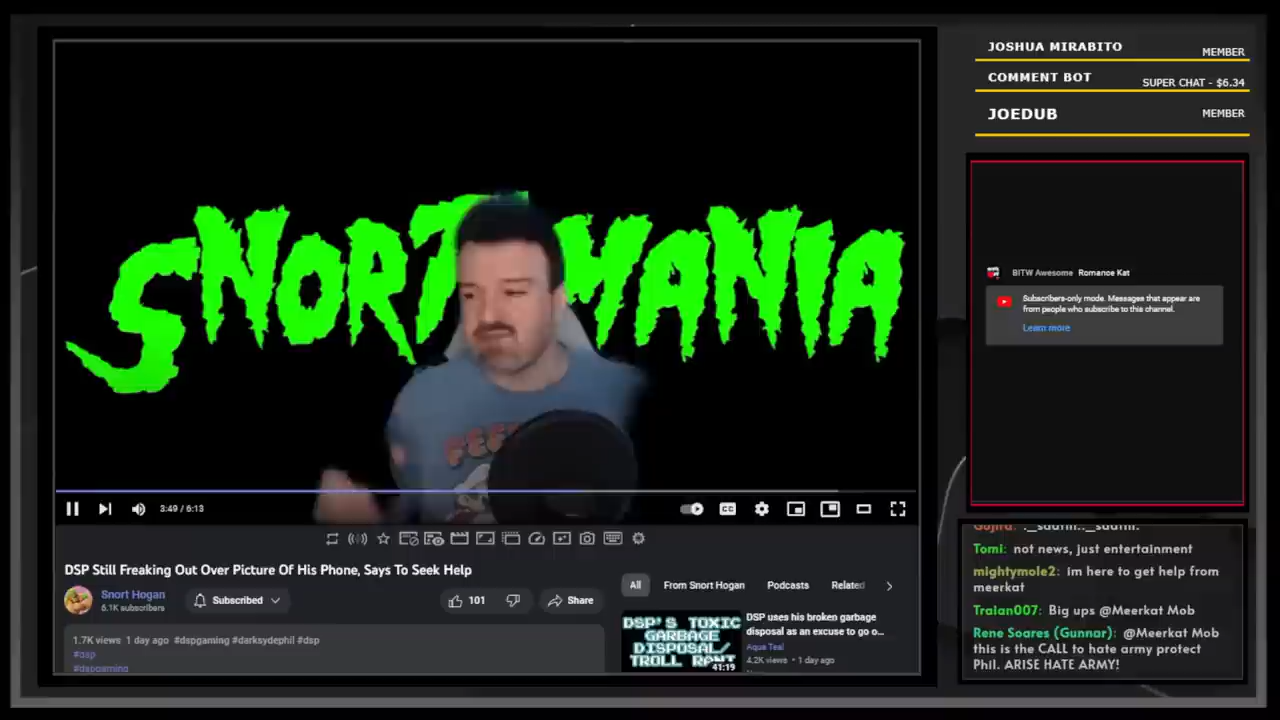 JOSHUA MIRABITO
MEMBER
COMMENT BOT
SUPER CHAT - $6.34
JOEDUB
MEMBER
SNORT MANIA
BITW Awesome Romance Kat
Subscribers-only mode. Messages that appear are
from people who subscribe to this channel.
Learn more
3:49 / 6:13
CC
DSP Still Freaking Out Over Picture Of His Phone, Says To Seek Help
Snort Hogan
6.1K subscribers
Subscribed
101
Share
1.7K views 1 day ago #dspgaming #darksydephil #dsp
#dsp
#dspgaming
All
From Snort Hogan
Podcasts
Related
DSP'S TOXIC
GARBAGE
DISPOSAL/
TROLL RANT
41:19
DSP uses his broken garbage
disposal as an excuse to go o...
Aqua Teal
4.2K views • 1 day ago
Tomi: not news, just entertainment
mightymole2: im here to get help from
meerkat
Tralan007: Big ups @Meerkat Mob
Rene Soares (Gunnar): @Meerkat Mob
this is the CALL to hate army protect
Phil. ARISE HATE ARMY!